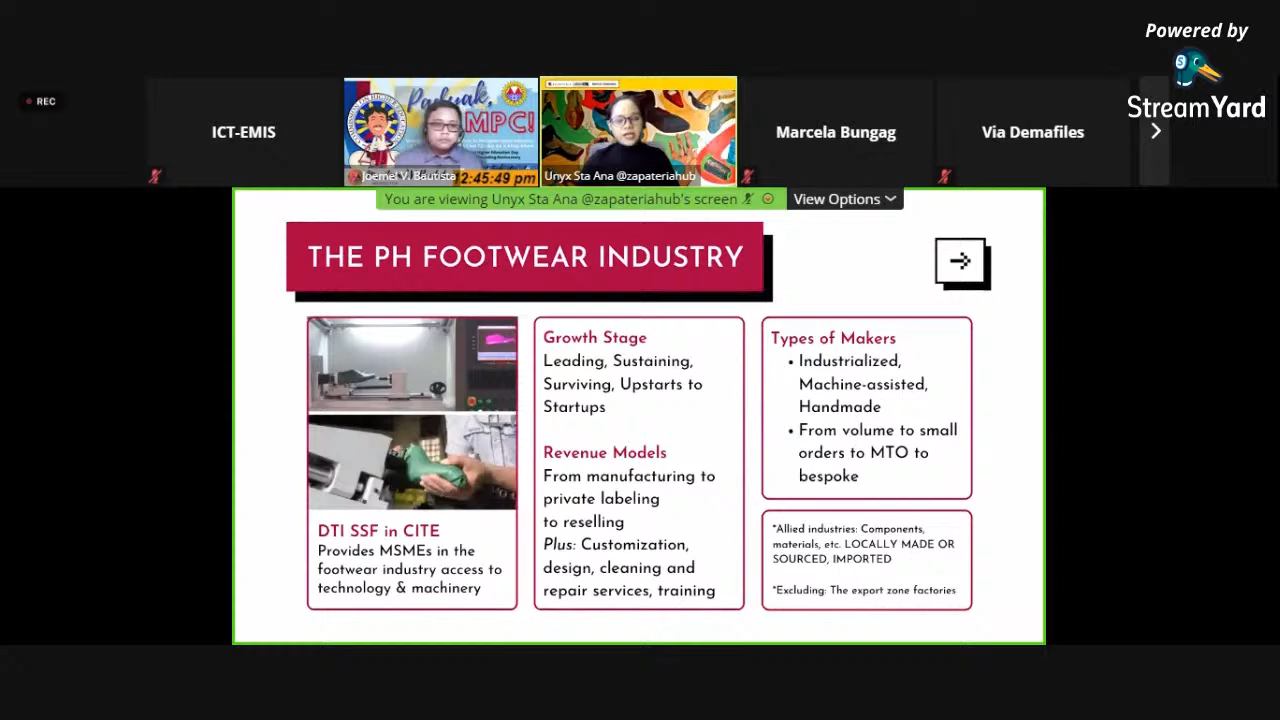 Powered by
StreamYard
REC
ICT-EMIS
Marcela Bungag
Via Demafiles
MPC!
Joemel V. Bautista
2:45:49 pm
Unyx Sta Ana @zapateriahub
You are viewing Unyx Sta Ana @zapateriahub's screen
View Options
THE PH FOOTWEAR INDUSTRY
DTI SSF in CITE
Provides MSMEs in the
footwear industry access to
technology & machinery
Growth Stage
Leading, Sustaining,
Surviving, Upstarts to
Startups
Revenue Models
From manufacturing to
private labeling
to reselling
Plus: Customization,
design, cleaning and
repair services, training
Types of Makers
• Industrialized,
Machine-assisted,
Handmade
• From volume to small
orders to MTO to
bespoke
*Allied industries: Components,
materials, etc. LOCALLY MADE OR
SOURCED, IMPORTED
*Excluding: The export zone factories